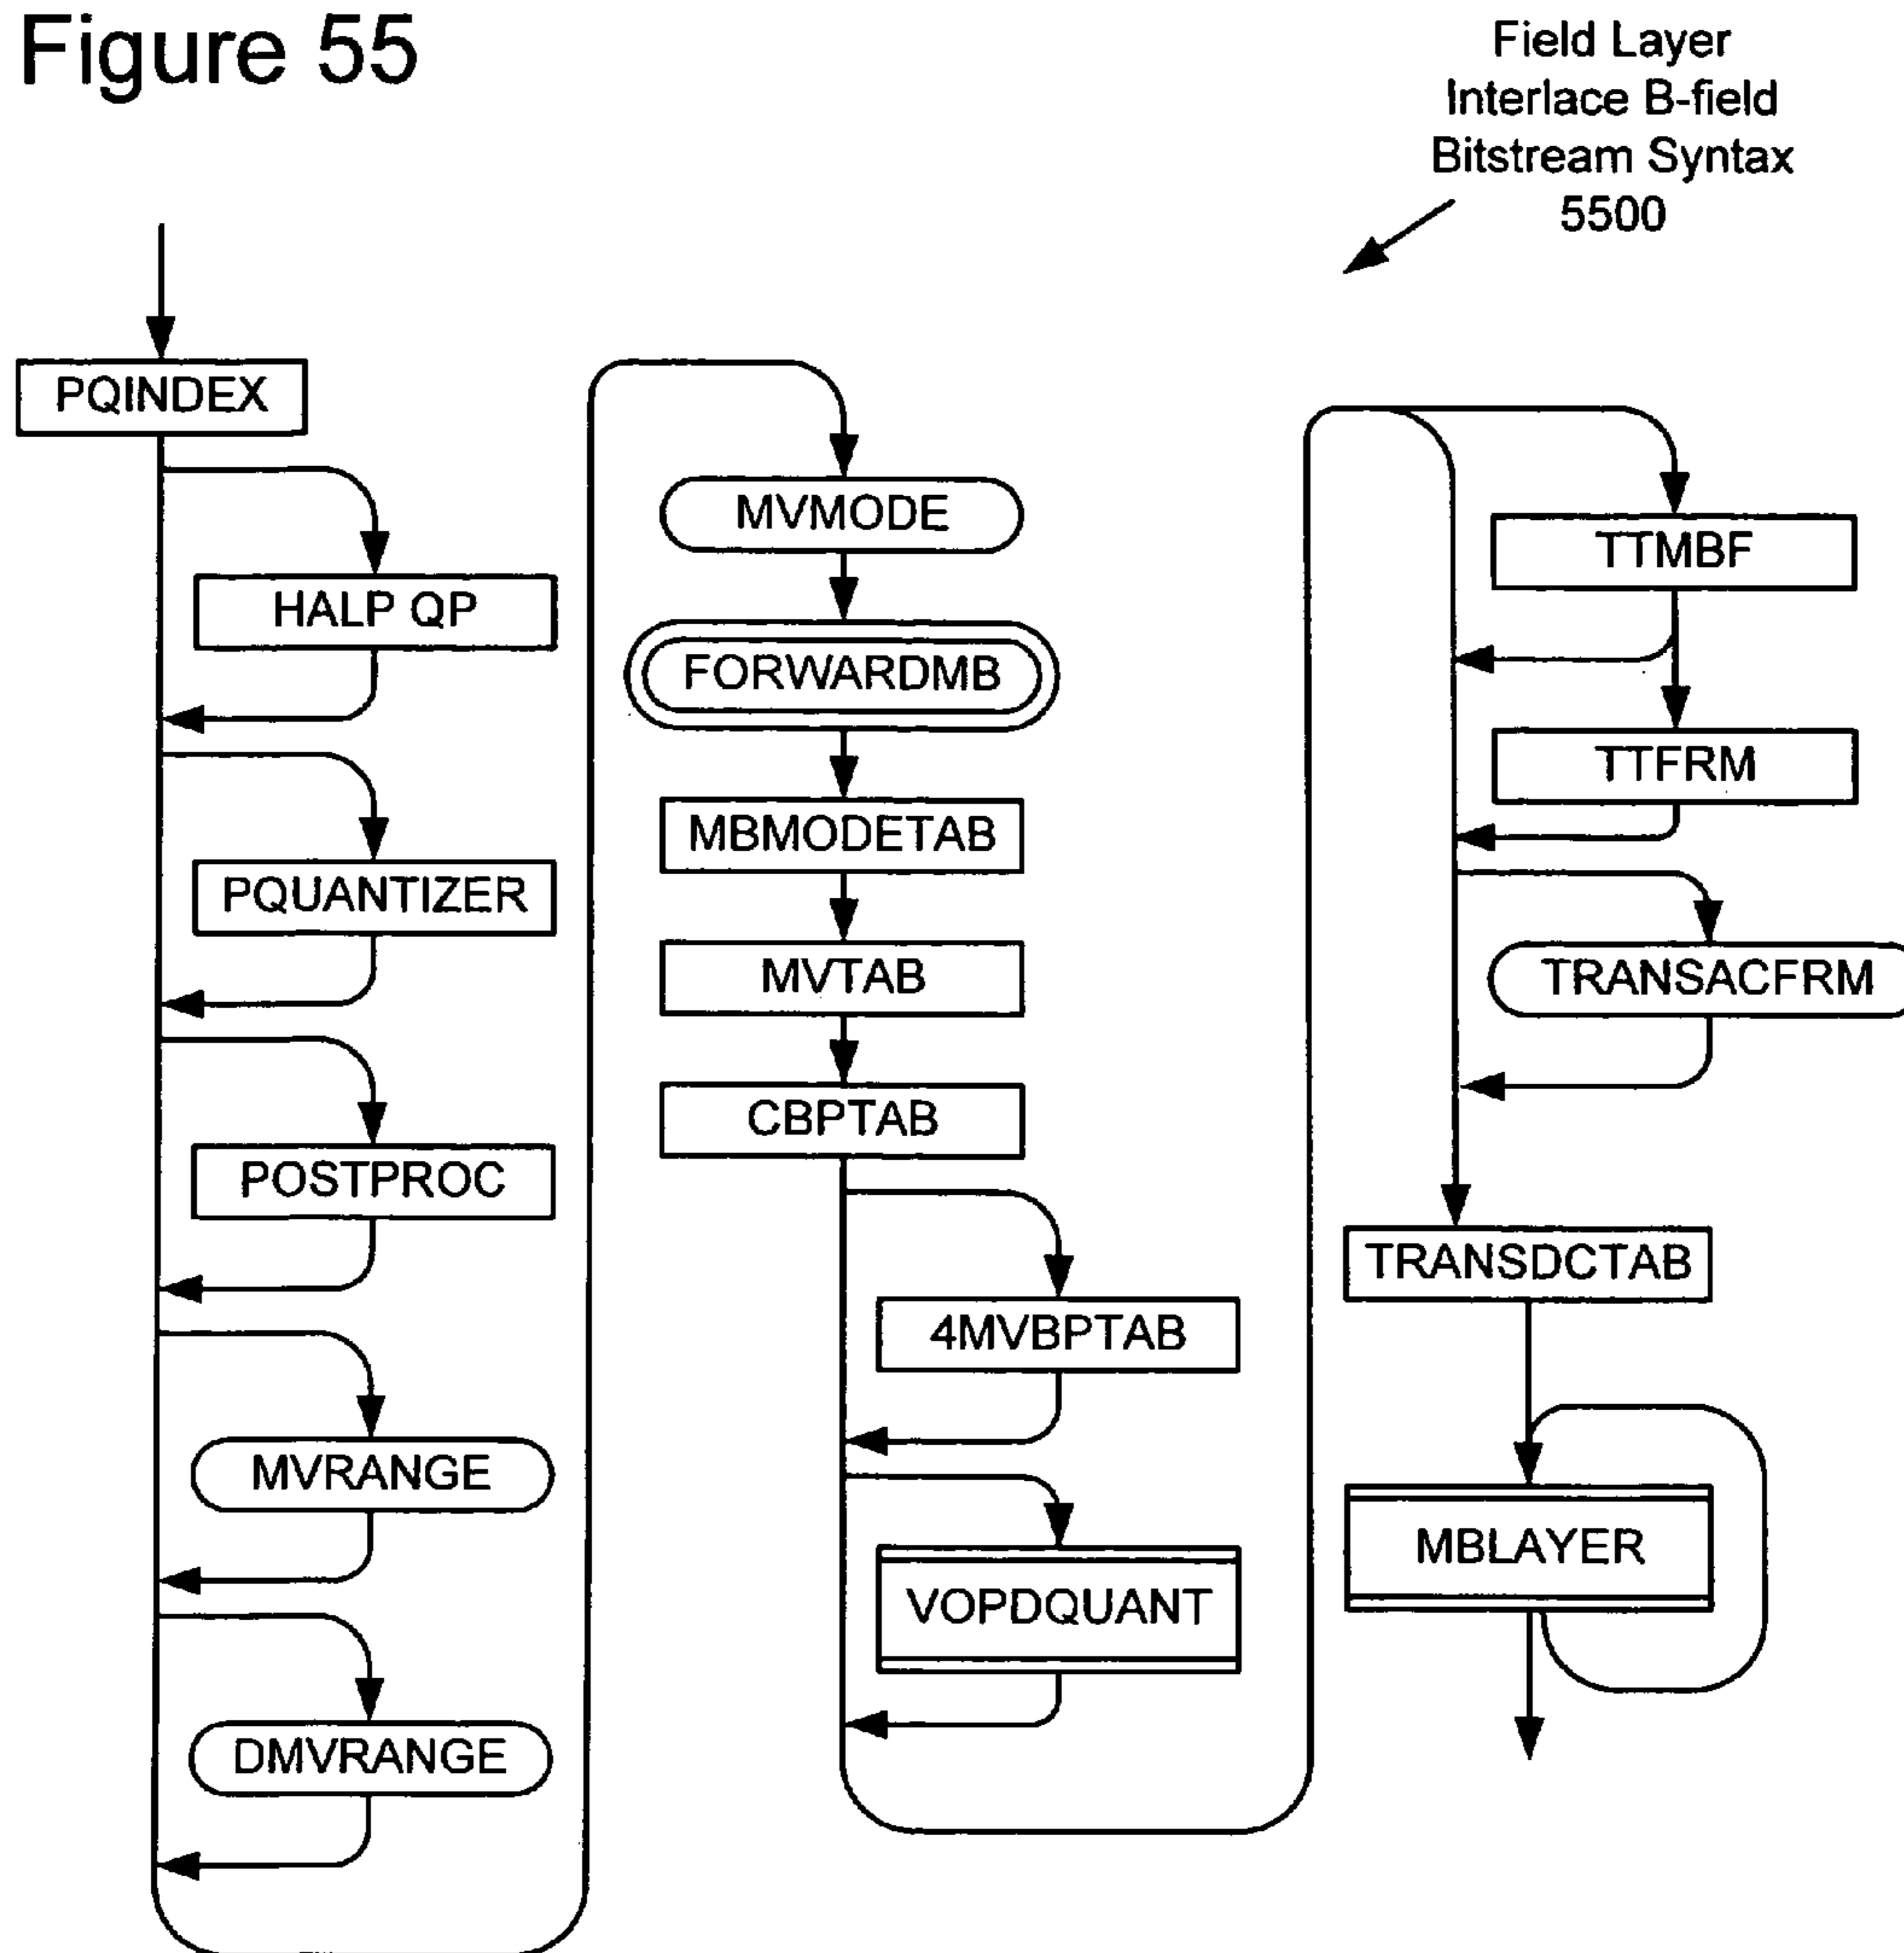 Figure 55
Field Layer
Interlace B-field
Bitstream Syntax
5500
PQINDEX
HALP QP
PQUANTIZER
POSTPROC
MVRANGE
DMVRANGE
MVMODE
FORWARDMB
MBMODETAB
MVTAB
CBPTAB
4MVBPTAB
VOPDQUANT
TTMBF
TTFRM
TRANSACFRM
TRANSDCTAB
MBLAYER